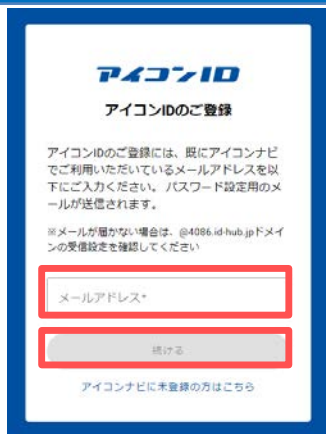 アイコンID
アイコンIDのご登録
アイコンIDのご登録には、既にアイコンナビ
でご利用いただいているメールアドレスを以
下にご入力ください。 パスワード設定用のメ
ールが送信されます。
※メールが届かない場合は、@4086.id-hub.jpドメイ
ンの受信設定を確認してください
メールアドレス*
続ける
アイコンナビに未登録の方はこちら